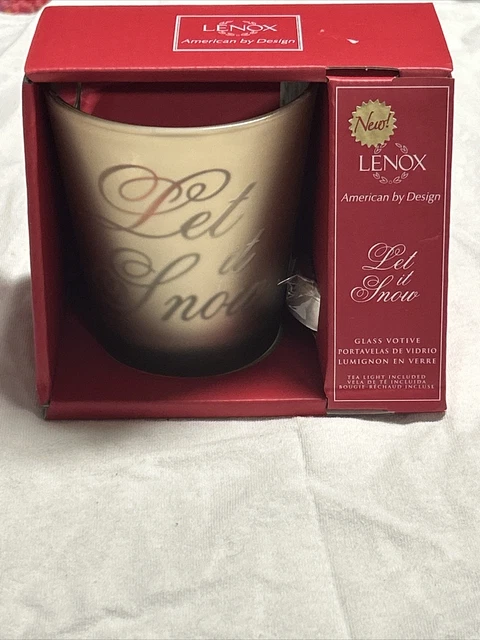 LENOX
American by Design
Let
it
Snow
New!
LENOX
American by Design
Let
it
Snow
GLASS VOTIVE
PORTAVELAS DE VIDRIO
LUMIGNON EN VERRE
TEA LIGHT INCLUDED
VELA DE TÉ INCLUIDA
BOUGIE-RÉCHAUD INCLUSE